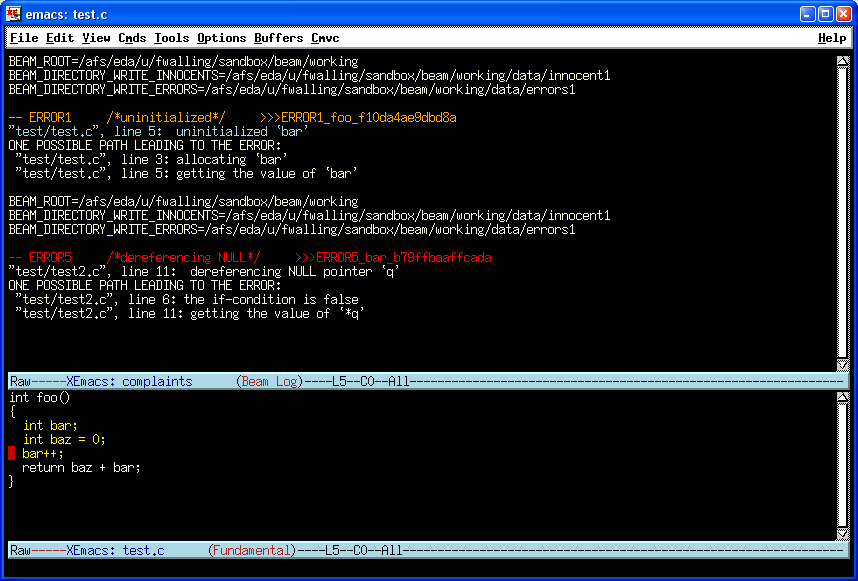 emacs: test.c
File Edit View Cmds Tools Options Buffers Cmvc Help
BEAM_ROOT=/afs/eda/u/fwalling/sandbox/beam/working
BEAM_DIRECTORY_WRITE_INNOCENTS=/afs/eda/u/fwalling/sandbox/beam/working/data/innocent1
BEAM_DIRECTORY_WRITE_ERRORS=/afs/eda/u/fwalling/sandbox/beam/working/data/errors1
-- ERROR1     /*uninitialized*/     >>>ERROR1_foo_f10da4ae9dbd8a
"test/test.c", line 5:  uninitialized `bar'
ONE POSSIBLE PATH LEADING TO THE ERROR:
 "test/test.c", line 3: allocating `bar'
 "test/test.c", line 5: getting the value of `bar'
BEAM_ROOT=/afs/eda/u/fwalling/sandbox/beam/working
BEAM_DIRECTORY_WRITE_INNOCENTS=/afs/eda/u/fwalling/sandbox/beam/working/data/innocent1
BEAM_DIRECTORY_WRITE_ERRORS=/afs/eda/u/fwalling/sandbox/beam/working/data/errors1
-- ERROR5     /*dereferencing NULL*/     >>>ERROR5_bar_b79ffbaaffcada
"test/test2.c", line 11:  dereferencing NULL pointer `q'
ONE POSSIBLE PATH LEADING TO THE ERROR:
 "test/test2.c", line 6: the if-condition is false
 "test/test2.c", line 11: getting the value of `*q'
Raw-----XEmacs: complaints      (Beam Log)----L5--C0--All--------------------------------------------------------------
int foo()
{
  int bar;
  int baz = 0;
  bar++;
  return baz + bar;
}
Raw-----XEmacs: test.c      (Fundamental)----L5--C0--All---------------------------------------------------------------